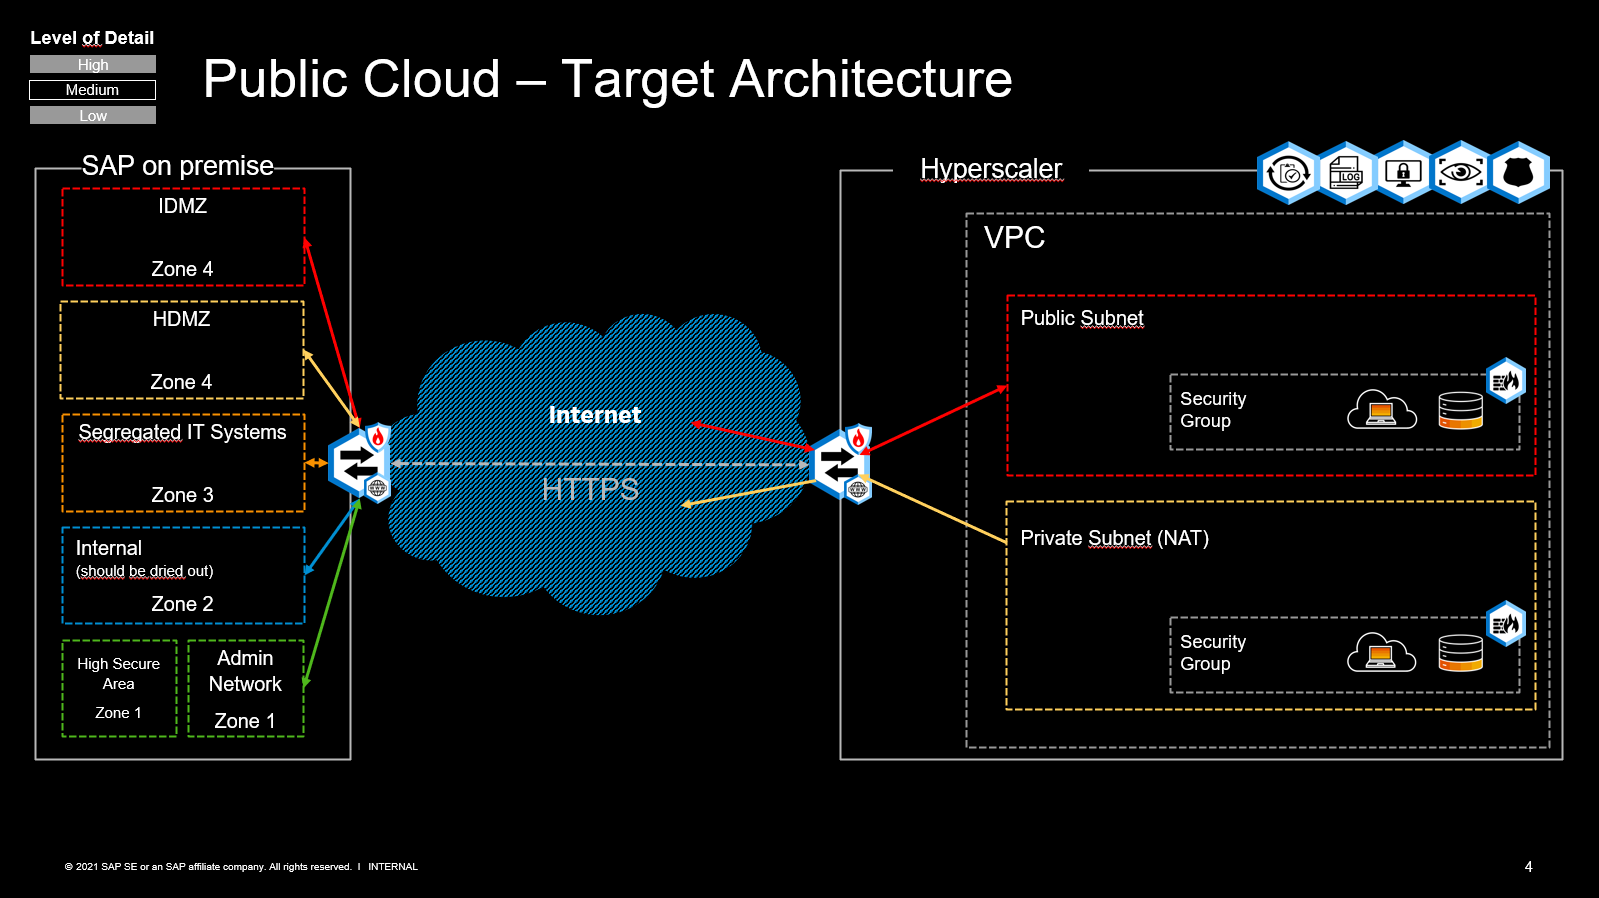 Level of Detail
High
Medium
Low
Public Cloud – Target Architecture
SAP on premise
IDMZ
Zone 4
HDMZ
Zone 4
Segregated IT Systems
Zone 3
Internal
(should be dried out)
Zone 2
High Secure
Area
Zone 1
Admin
Network
Zone 1
WWW
Internet
HTTPS
WWW
Hyperscaler
LOG
VPC
Public Subnet
Security
Group
Private Subnet (NAT)
Security
Group
© 2021 SAP SE or an SAP affiliate company. All rights reserved. I INTERNAL
4